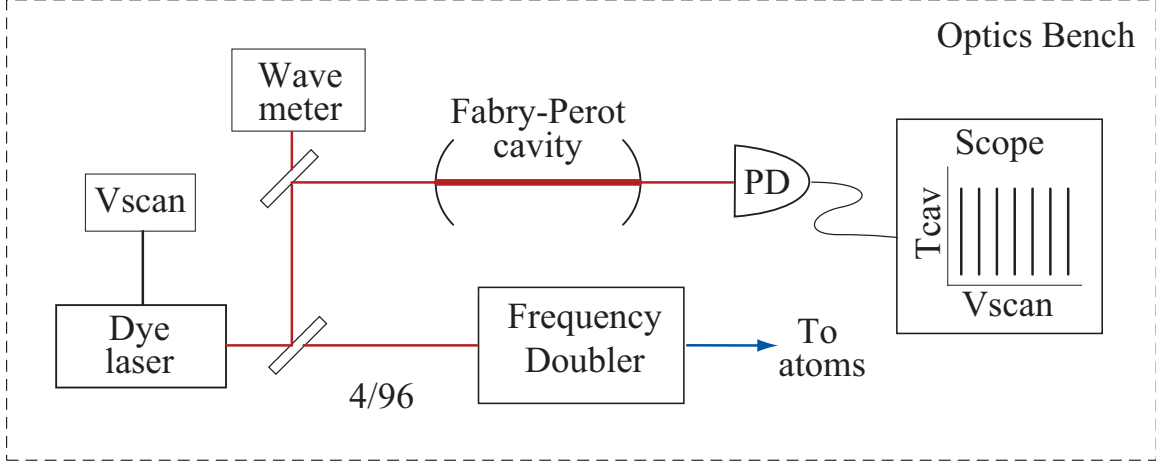 Optics Bench
Wave
meter
Fabry-Perot
cavity
Scope
Vscan
PD
Tcav
Vscan
Dye
laser
Frequency
Doubler
To
atoms
4/96